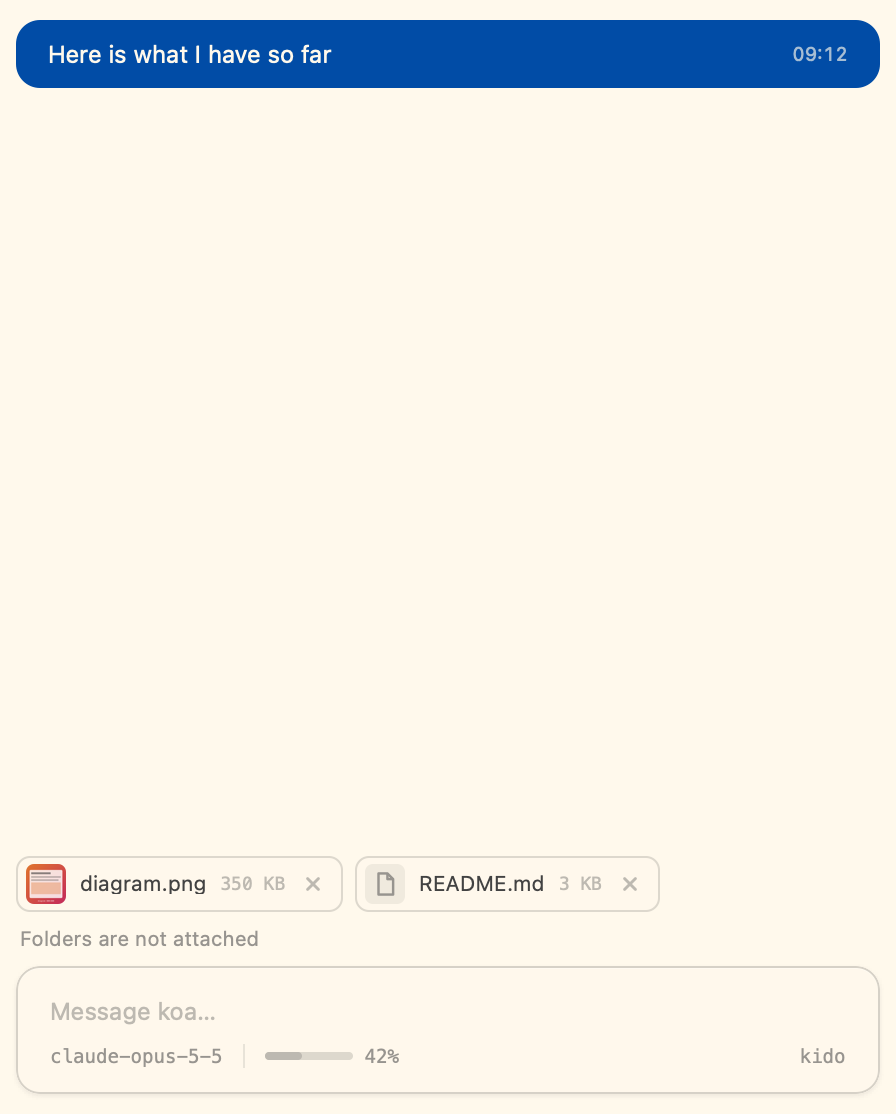 Here is what I have so far 09:12
diagram.png 350 KB README.md 3 KB
Folders are not attached
Message koa...
claude-opus-5-5 42% kido